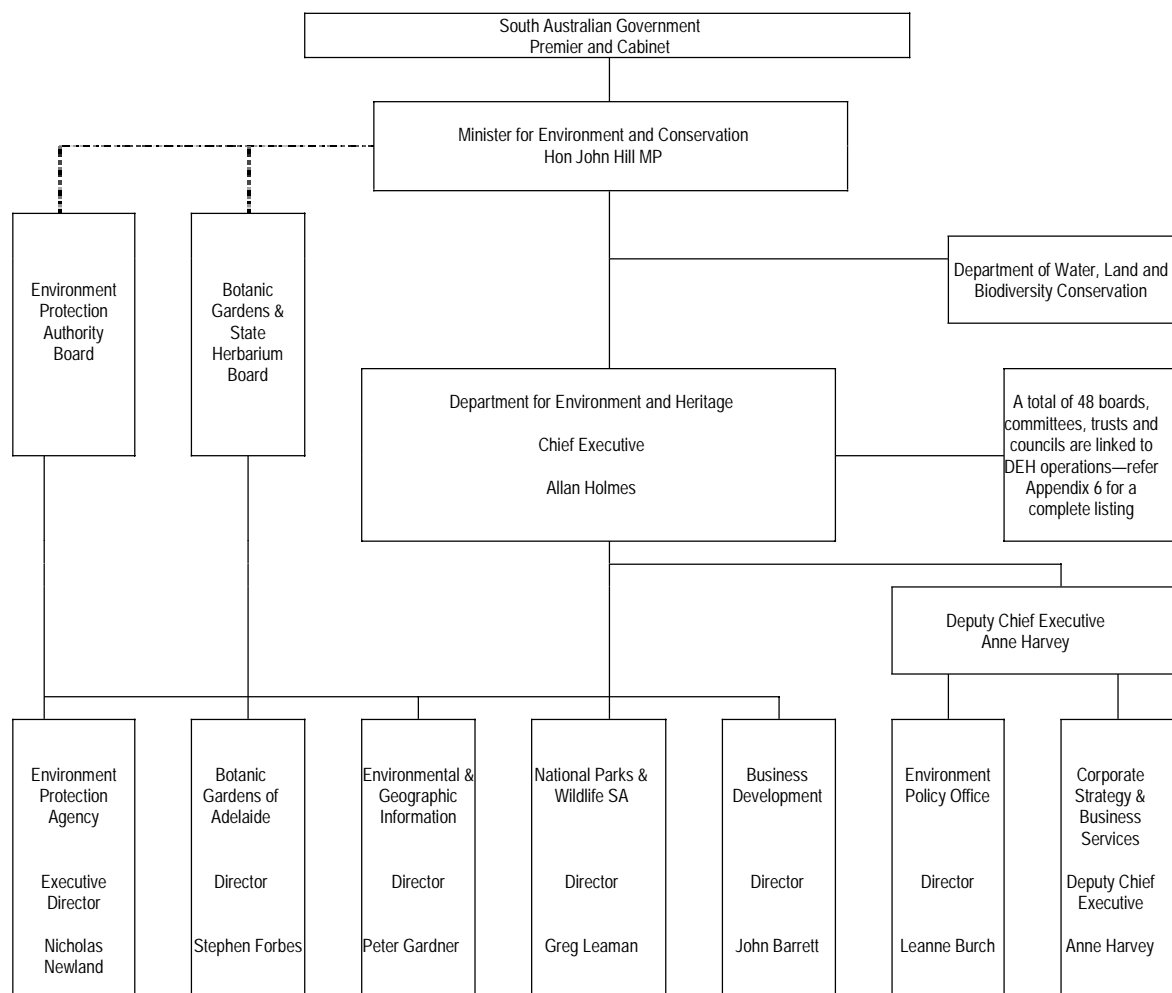 South Australian Government
Premier and Cabinet
Minister for Environment and Conservation
Hon John Hill MP
Environment
Protection
Authority
Board
Botanic
Gardens &
State
Herbarium
Board
Department of Water, Land and
Biodiversity Conservation
Department for Environment and Heritage
Chief Executive
Allan Holmes
A total of 48 boards,
committees, trusts and
councils are linked to
DEH operations—refer
Appendix 6 for a
complete listing
Deputy Chief Executive
Anne Harvey
Environment
Protection
Agency
Executive
Director
Nicholas
Newland
Botanic
Gardens of
Adelaide
Director
Stephen Forbes
Environmental &
Geographic
Information
Director
Peter Gardner
National Parks &
Wildlife SA
Director
Greg Leaman
Business
Development
Director
John Barrett
Environment
Policy Office
Director
Leanne Burch
Corporate
Strategy &
Business
Services
Deputy Chief
Executive
Anne Harvey